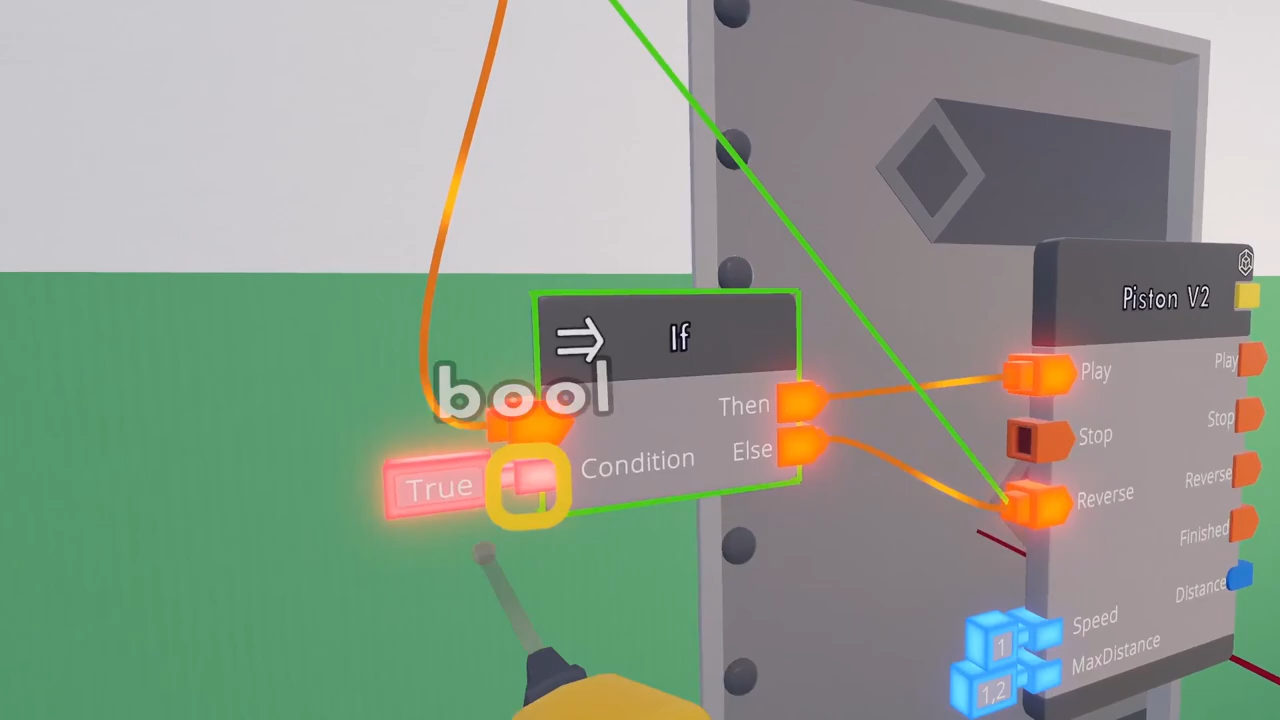 If
bool
Then
Else
True
Condition
Piston V2
Play
Play
Stop
Stop
Reverse
Reverse
Finished
Distance
Speed
1
MaxDistance
1,2